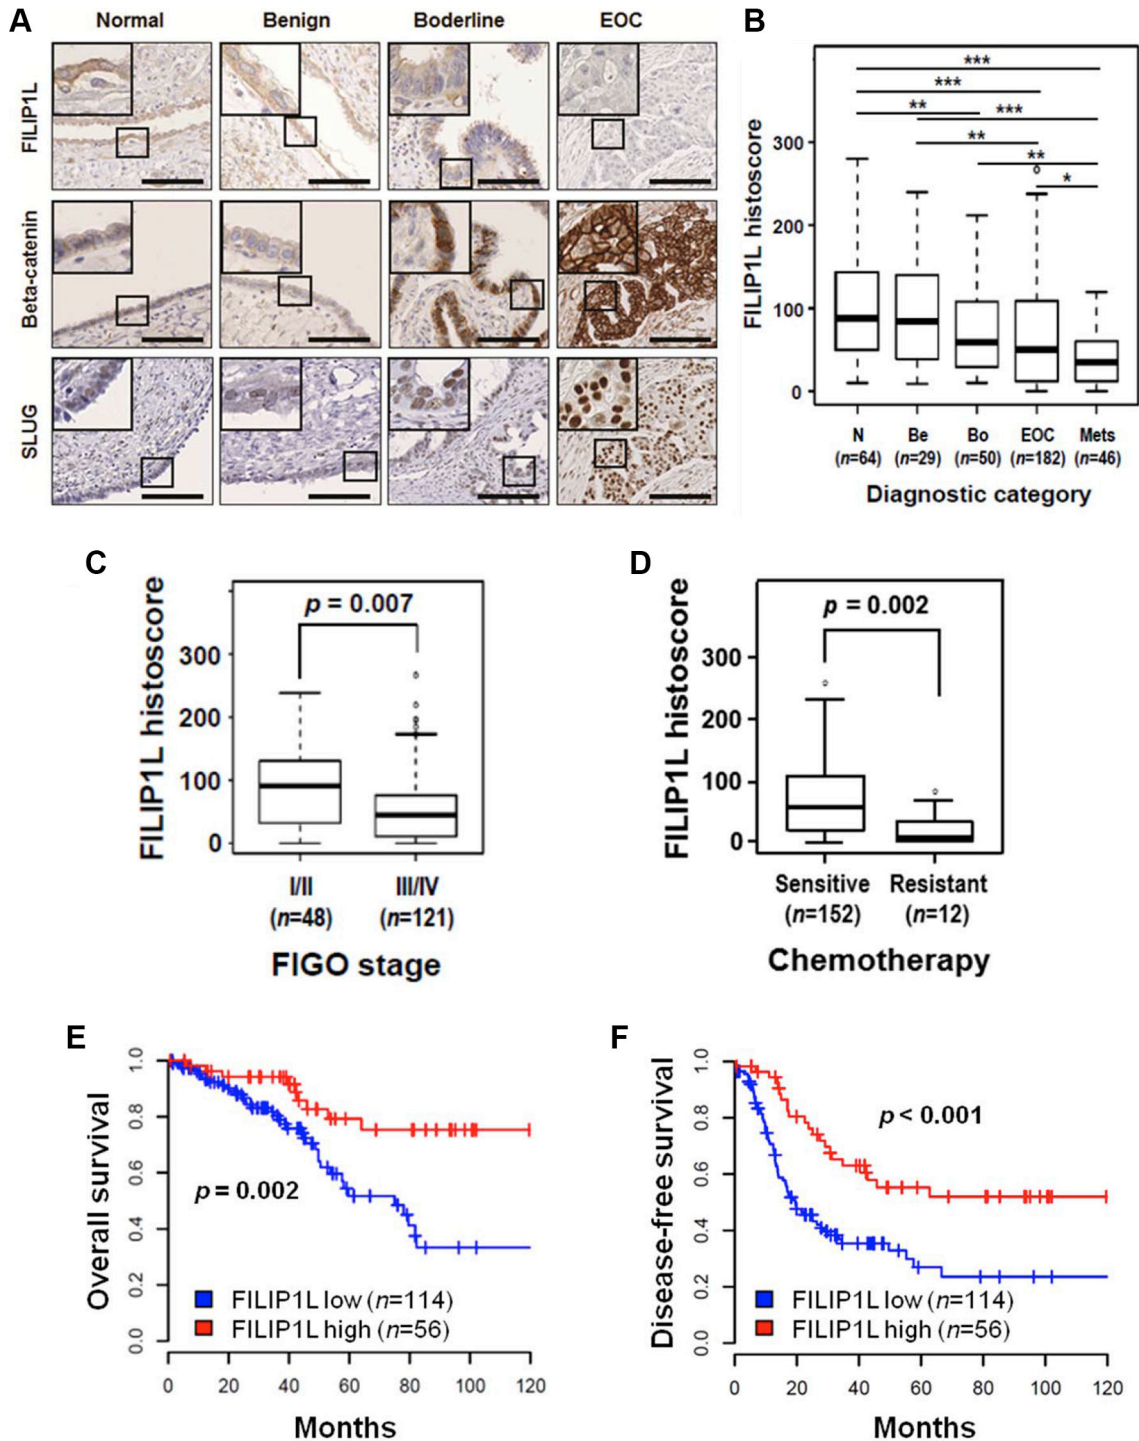 A
Normal
Benign
Boderline
EOC
FILIP1L
Beta-catenin
SLUG
B
FILIP1L histoscore
300
200
100
0
***
***
** ***
**
**
*
N Be Bo EOC Mets
(n=64) (n=29) (n=50) (n=182) (n=46)
Diagnostic category
C
FILIP1L histoscore
300
200
100
0
p = 0.007
I/II III/IV
(n=48) (n=121)
FIGO stage
D
FILIP1L histoscore
300
200
100
0
p = 0.002
Sensitive Resistant
(n=152) (n=12)
Chemotherapy
E
Overall survival
1.0
0.8
0.6
0.4
0.2
0.0
p = 0.002
FILIP1L low (n=114)
FILIP1L high (n=56)
0 20 40 60 80 100 120
Months
F
Disease-free survival
1.0
0.8
0.6
0.4
0.2
0.0
p < 0.001
FILIP1L low (n=114)
FILIP1L high (n=56)
0 20 40 60 80 100 120
Months